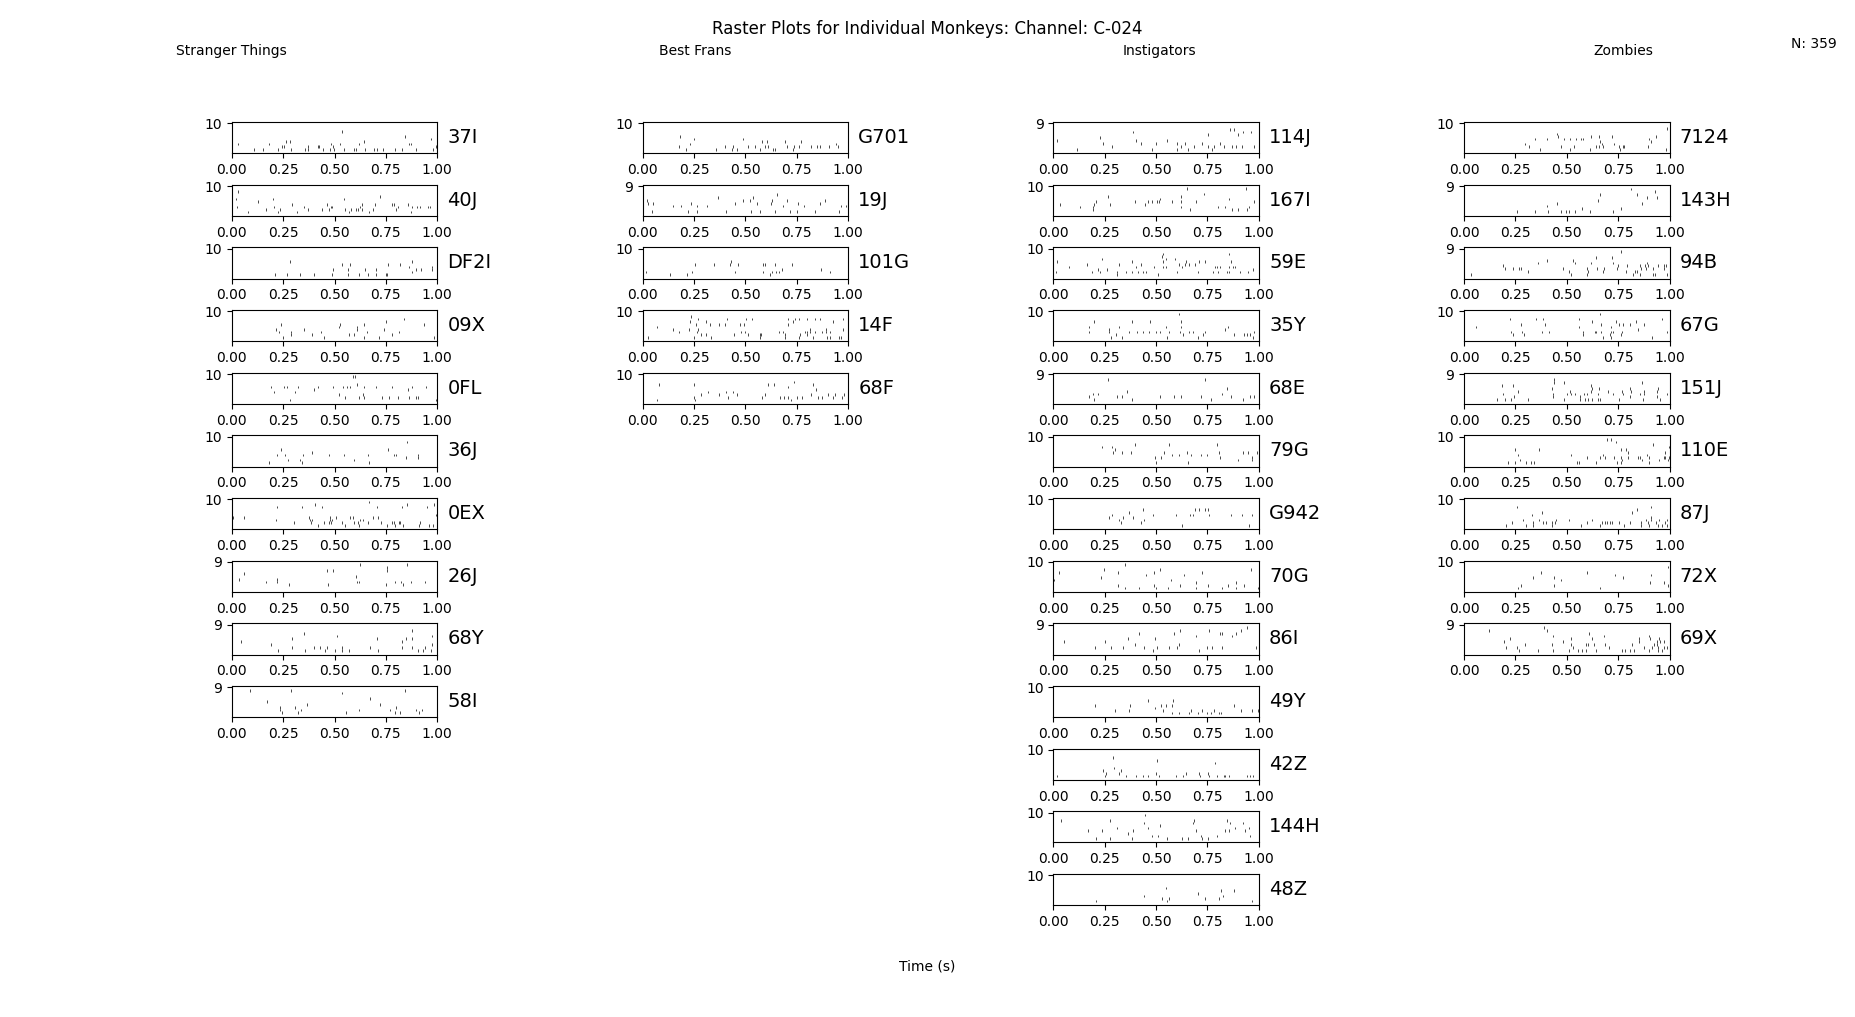 Raster Plots for Individual Monkeys: Channel: C-024
N: 359
Stranger Things Best Frans Instigators Zombies
10 37I 10 G701 9 114J 10 7124
0.00 0.25 0.50 0.75 1.00 0.00 0.25 0.50 0.75 1.00 0.00 0.25 0.50 0.75 1.00 0.00 0.25 0.50 0.75 1.00
10 40J 9 19J 10 167I 9 143H
0.00 0.25 0.50 0.75 1.00 0.00 0.25 0.50 0.75 1.00 0.00 0.25 0.50 0.75 1.00 0.00 0.25 0.50 0.75 1.00
10 DF2I 10 101G 10 59E 9 94B
0.00 0.25 0.50 0.75 1.00 0.00 0.25 0.50 0.75 1.00 0.00 0.25 0.50 0.75 1.00 0.00 0.25 0.50 0.75 1.00
10 09X 10 14F 10 35Y 10 67G
0.00 0.25 0.50 0.75 1.00 0.00 0.25 0.50 0.75 1.00 0.00 0.25 0.50 0.75 1.00 0.00 0.25 0.50 0.75 1.00
10 0FL 10 68F 9 68E 9 151J
0.00 0.25 0.50 0.75 1.00 0.00 0.25 0.50 0.75 1.00 0.00 0.25 0.50 0.75 1.00 0.00 0.25 0.50 0.75 1.00
10 36J 10 79G 10 110E
0.00 0.25 0.50 0.75 1.00 0.00 0.25 0.50 0.75 1.00 0.00 0.25 0.50 0.75 1.00
10 0EX 10 G942 10 87J
0.00 0.25 0.50 0.75 1.00 0.00 0.25 0.50 0.75 1.00 0.00 0.25 0.50 0.75 1.00
9 26J 10 70G 10 72X
0.00 0.25 0.50 0.75 1.00 0.00 0.25 0.50 0.75 1.00 0.00 0.25 0.50 0.75 1.00
9 68Y 9 86I 9 69X
0.00 0.25 0.50 0.75 1.00 0.00 0.25 0.50 0.75 1.00 0.00 0.25 0.50 0.75 1.00
9 58I 10 49Y
0.00 0.25 0.50 0.75 1.00 0.00 0.25 0.50 0.75 1.00
10 42Z
0.00 0.25 0.50 0.75 1.00
10 144H
0.00 0.25 0.50 0.75 1.00
10 48Z
0.00 0.25 0.50 0.75 1.00
Time (s)